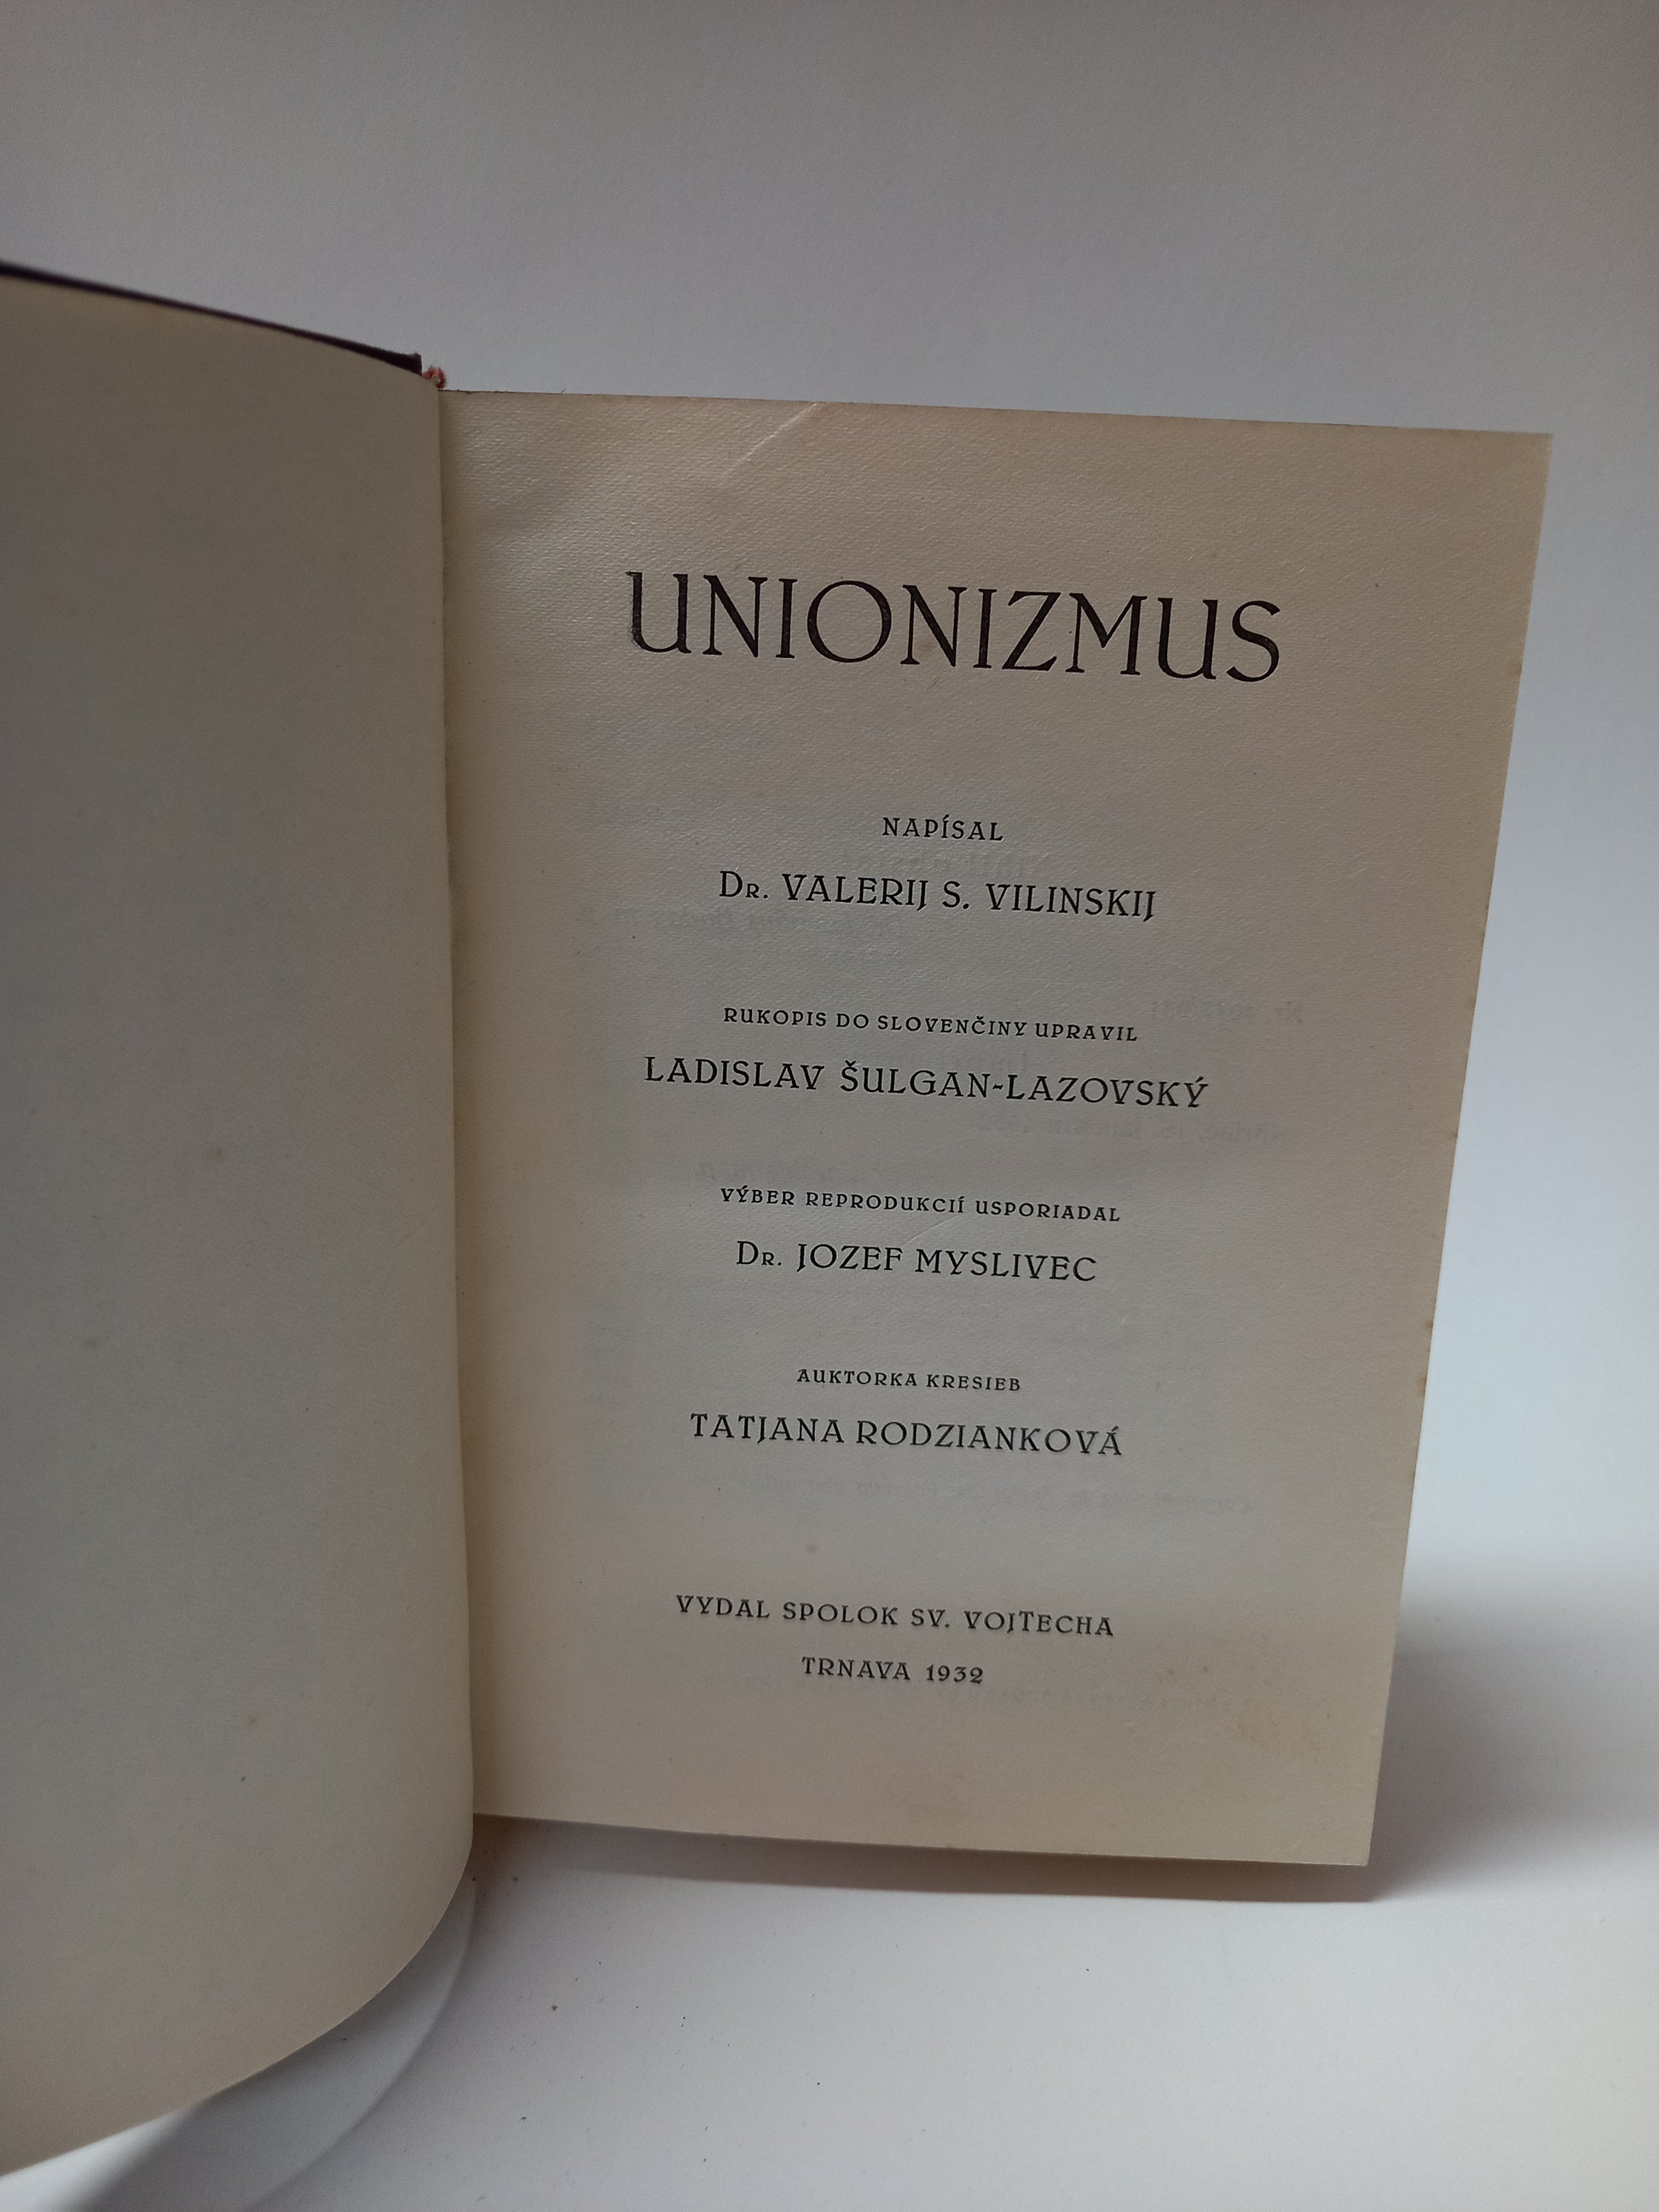 UNIONIZMUS
NAPÍSAL
DR. VALERIJ S. VILINSKIJ
RUKOPIS DO SLOVENČINY UPRAVIL
LADISLAV ŠULGAN-LAZOVSKÝ
VÝBER REPRODUKCIÍ USPORIADAL
DR. JOZEF MYSLIVEC
AUKTORKA KRESIEB
TATJANA RODZIANKOVÁ
VYDAL SPOLOK SV. VOJTECHA
TRNAVA 1932